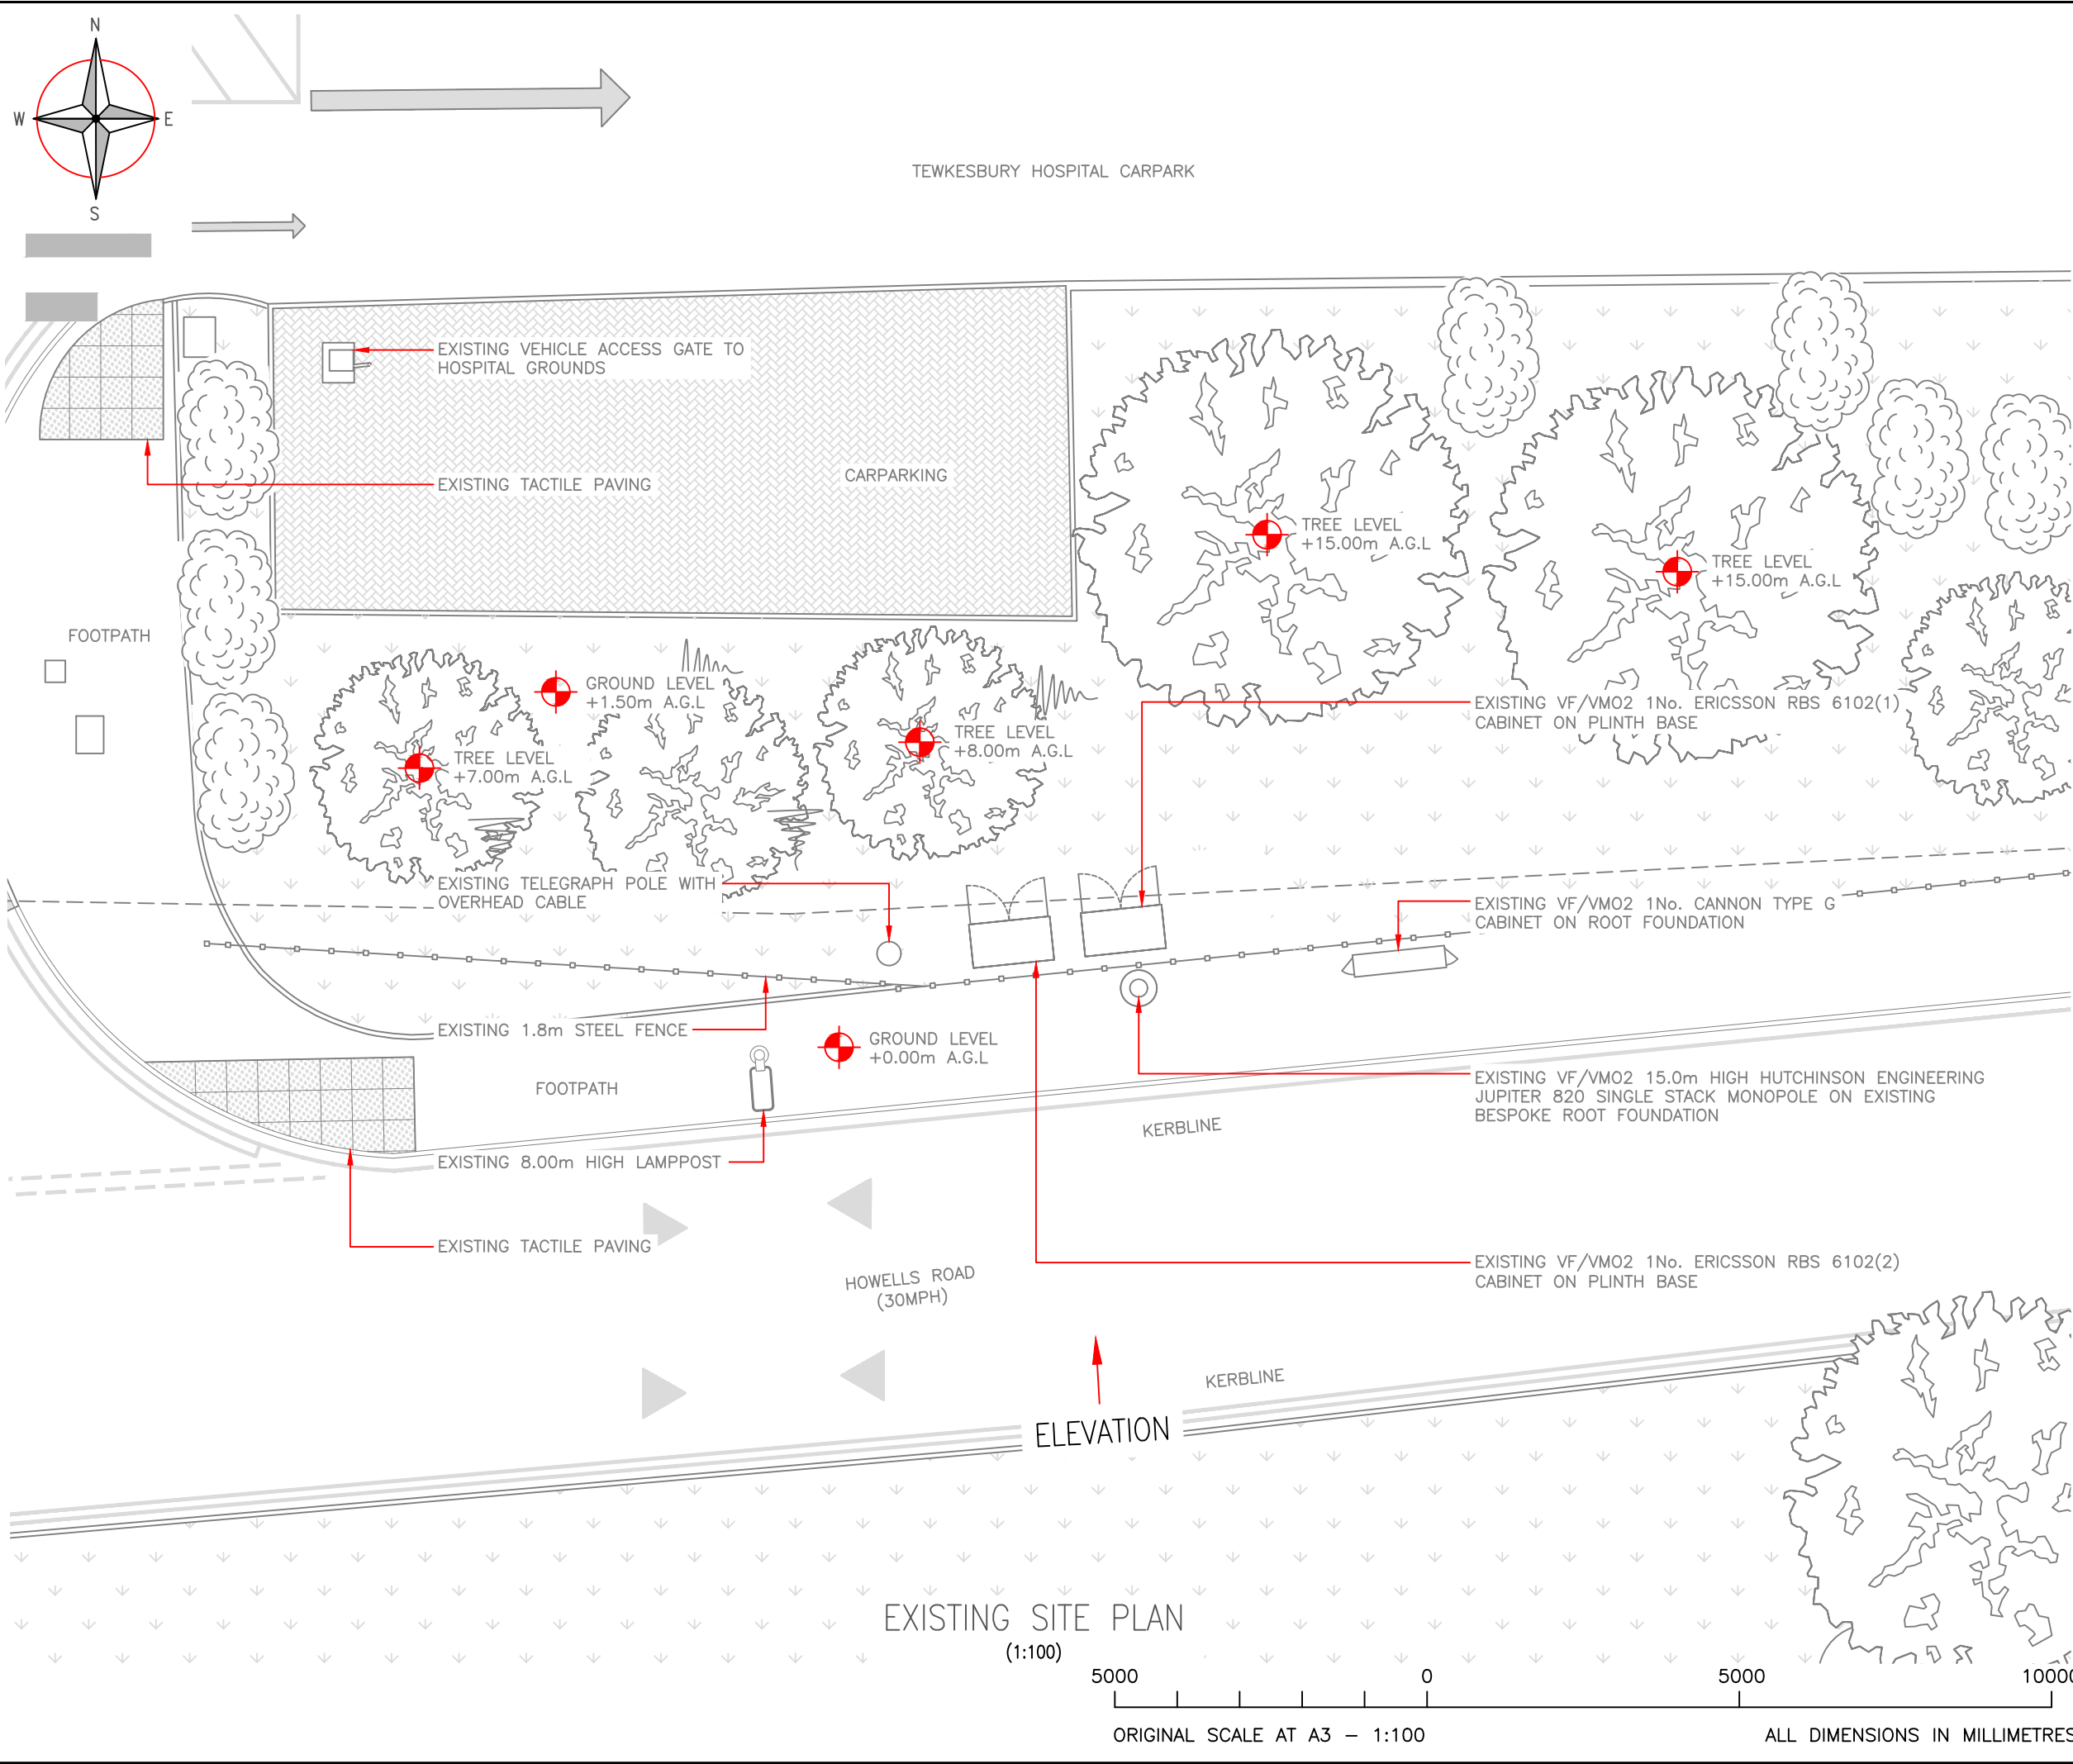 N
W
E
S
TEWKESBURY HOSPITAL CARPARK
EXISTING VEHICLE ACCESS GATE TO
HOSPITAL GROUNDS
CARPARKING
EXISTING TACTILE PAVING
TREE LEVEL
+15.00m A.G.L
TREE LEVEL
+15.00m A.G.L
FOOTPATH
GROUND LEVEL
+1.50m A.G.L
TREE LEVEL
+7.00m A.G.L
TREE LEVEL
+8.00m A.G.L
EXISTING VF/VMO2 1No. ERICSSON RBS 6102(1)
CABINET ON PLINTH BASE
EXISTING TELEGRAPH POLE WITH
OVERHEAD CABLE
EXISTING VF/VMO2 1No. CANNON TYPE G
CABINET ON ROOT FOUNDATION
EXISTING 1.8m STEEL FENCE
GROUND LEVEL
+0.00m A.G.L
FOOTPATH
EXISTING VF/VMO2 15.0m HIGH HUTCHINSON ENGINEERING
JUPITER 820 SINGLE STACK MONOPOLE ON EXISTING
BESPOKE ROOT FOUNDATION
KERBLINE
EXISTING 8.00m HIGH LAMPPOST
EXISTING TACTILE PAVING
HOWELLS ROAD
(30MPH)
EXISTING VF/VMO2 1No. ERICSSON RBS 6102(2)
CABINET ON PLINTH BASE
KERBLINE
ELEVATION
EXISTING SITE PLAN
(1:100)
5000 0 5000 10000
ORIGINAL SCALE AT A3 – 1:100
ALL DIMENSIONS IN MILLIMETRES